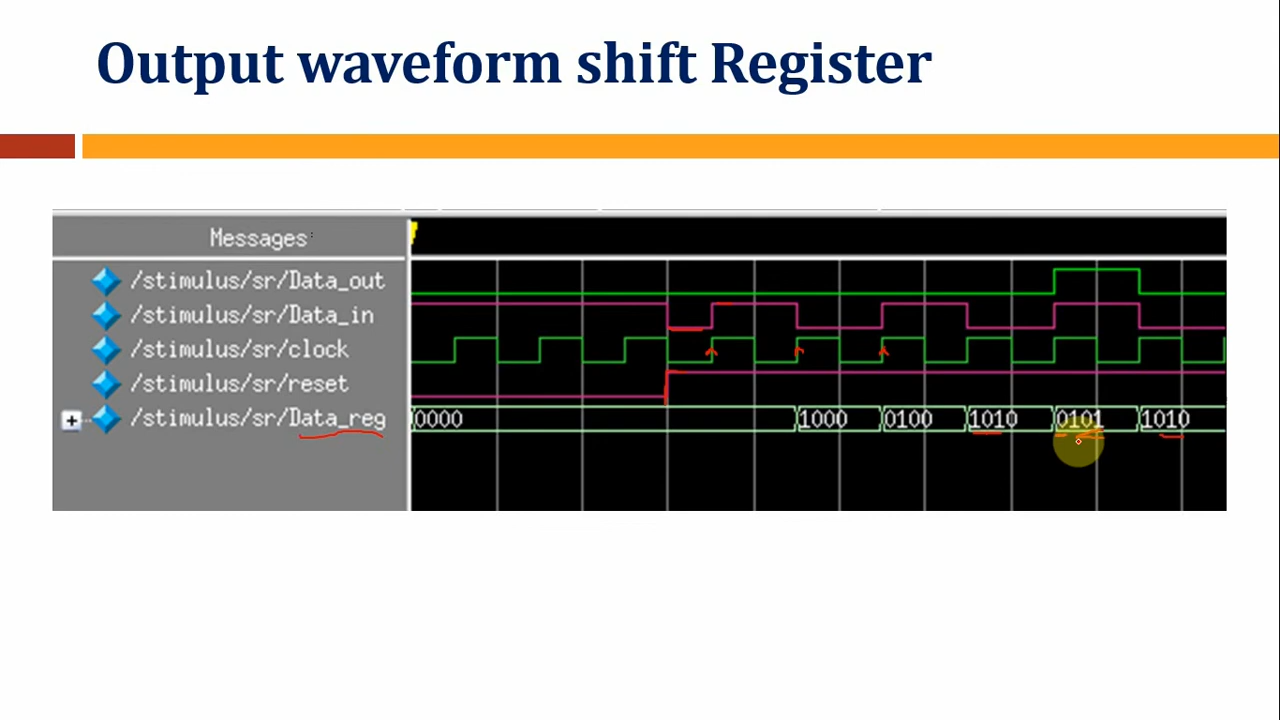 Output waveform shift Register
Messages
/stimulus/sr/Data_out
/stimulus/sr/Data_in
/stimulus/sr/clock
/stimulus/sr/reset
/stimulus/sr/Data_reg 0000 1000 0100 1010 0101 1010